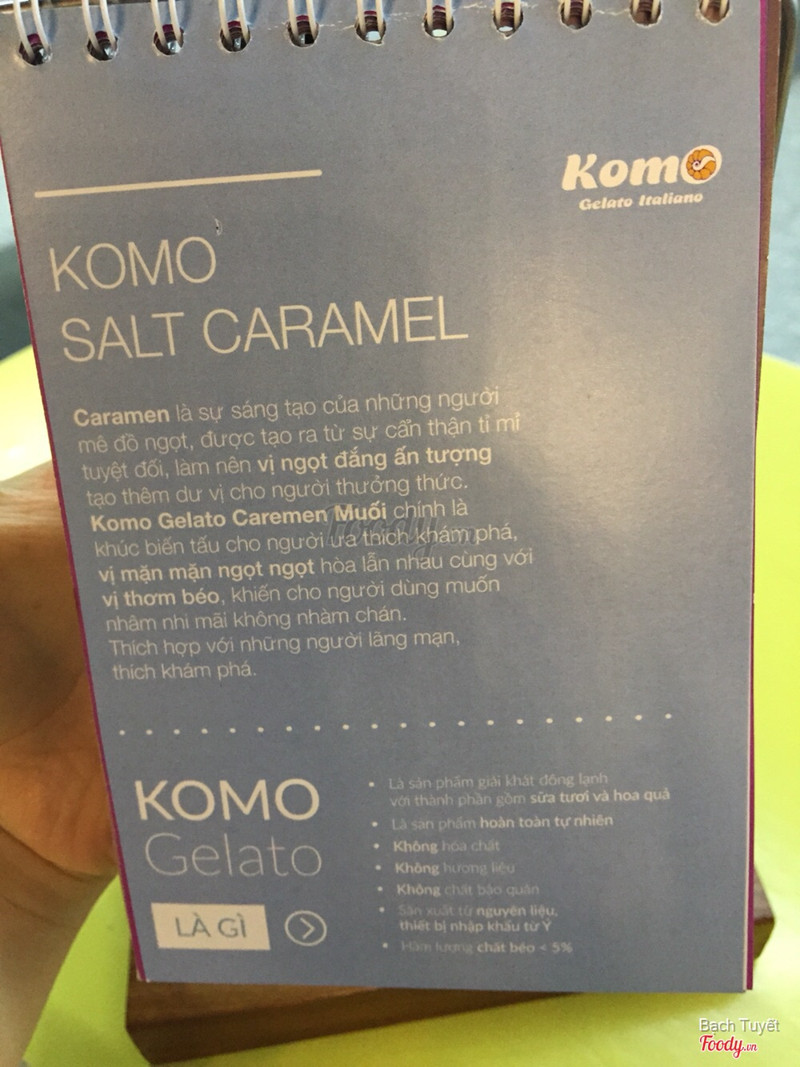 Komo
Gelato Italiano
KOMO
SALT CARAMEL
Caramen là sự sáng tạo của những người
mê đồ ngọt, được tạo ra từ sự cẩn thận tỉ mỉ
tuyệt đối, làm nên vị ngọt đắng ấn tượng
tạo thêm dư vị cho người thưởng thức.
Komo Gelato Caremen Muối chính là
khúc biến tấu cho người ưa thích khám phá,
vị mặn mặn ngọt ngọt hòa lẫn nhau cùng với
vị thơm béo, khiến cho người dùng muốn
nhâm nhi mãi không nhàm chán.
Thích hợp với những người lãng mạn,
thích khám phá.
Foody.vn
KOMO
Gelato
LÀ GÌ
• Là sản phẩm giải khát đông lạnh
với thành phần gồm sữa tươi và hoa quả
• Là sản phẩm hoàn toàn tự nhiên
• Không hóa chất
• Không hương liệu
• Không chất bảo quản
• Sản xuất từ nguyên liệu,
thiết bị nhập khẩu từ Ý
• Hàm lượng chất béo < 5%
Bạch Tuyết
Foody.vn